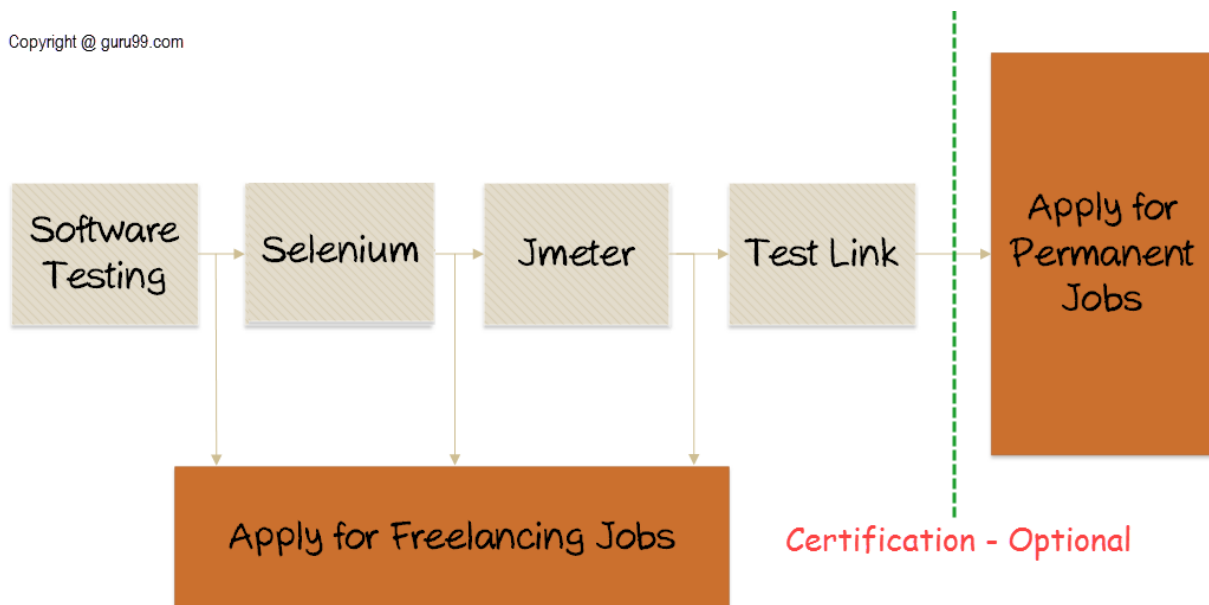 Copyright @ guru99.com
Software
Testing
Selenium
Jmeter
Test Link
Apply for
Permanent
Jobs
Apply for Freelancing Jobs
Certification - Optional